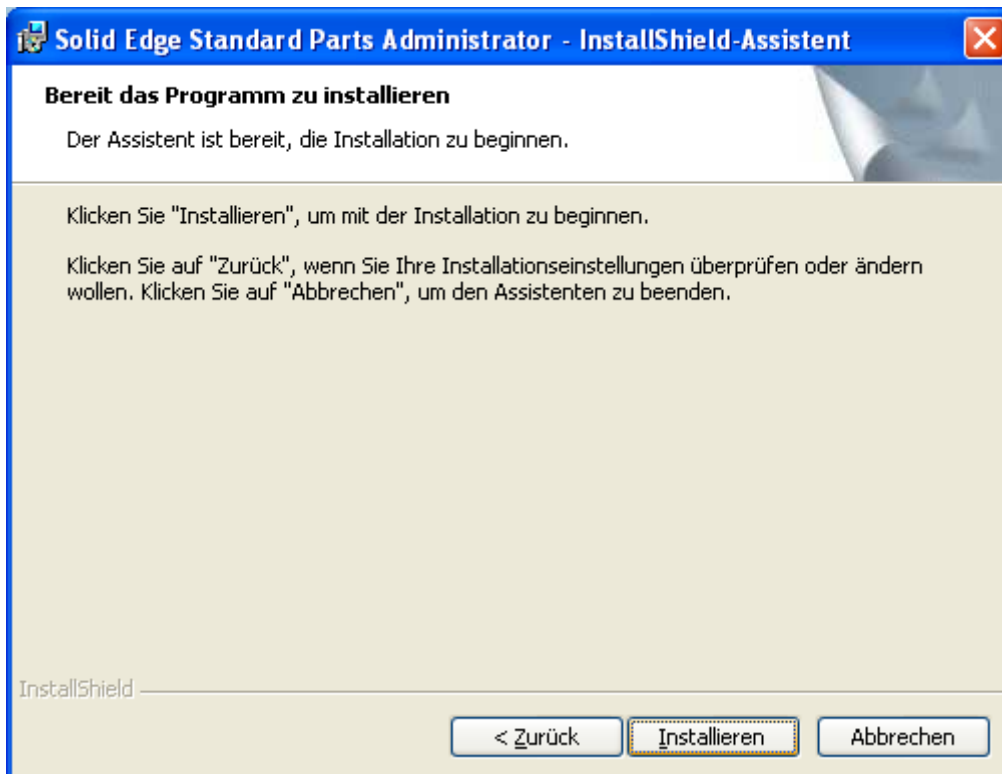 Solid Edge Standard Parts Administrator - InstallShield-Assistent
Bereit das Programm zu installieren
Der Assistent ist bereit, die Installation zu beginnen.
Klicken Sie "Installieren", um mit der Installation zu beginnen.
Klicken Sie auf "Zurück", wenn Sie Ihre Installationseinstellungen überprüfen oder ändern
wollen. Klicken Sie auf "Abbrechen", um den Assistenten zu beenden.
InstallShield
< Zurück Installieren Abbrechen